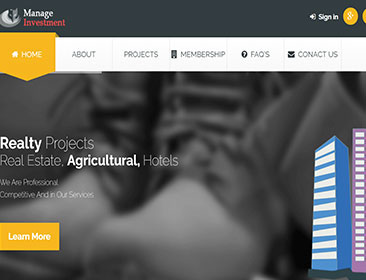 Manage
Investment
Sign in
HOME
ABOUT
PROJECTS
MEMBERSHIP
FAQ'S
CONACT US
Realty Projects
Real Estate, Agricultural, Hotels
We Are Professional
Competitive And in Our Services
Learn More